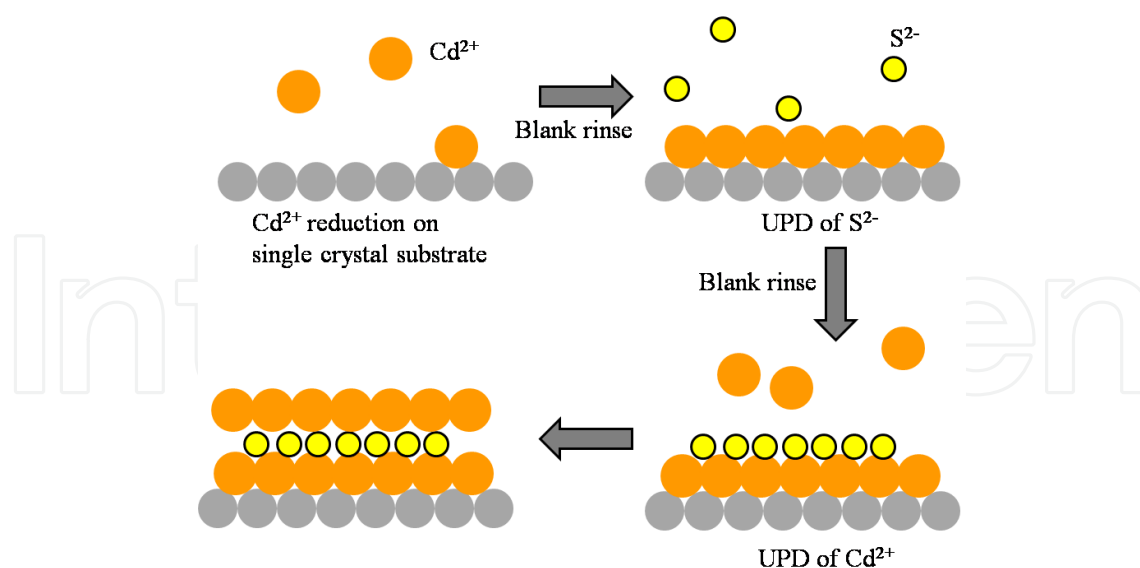 Cd²⁺
S²⁻
Blank rinse
Cd²⁺ reduction on
single crystal substrate
UPD of S²⁻
Blank rinse
UPD of Cd²⁺